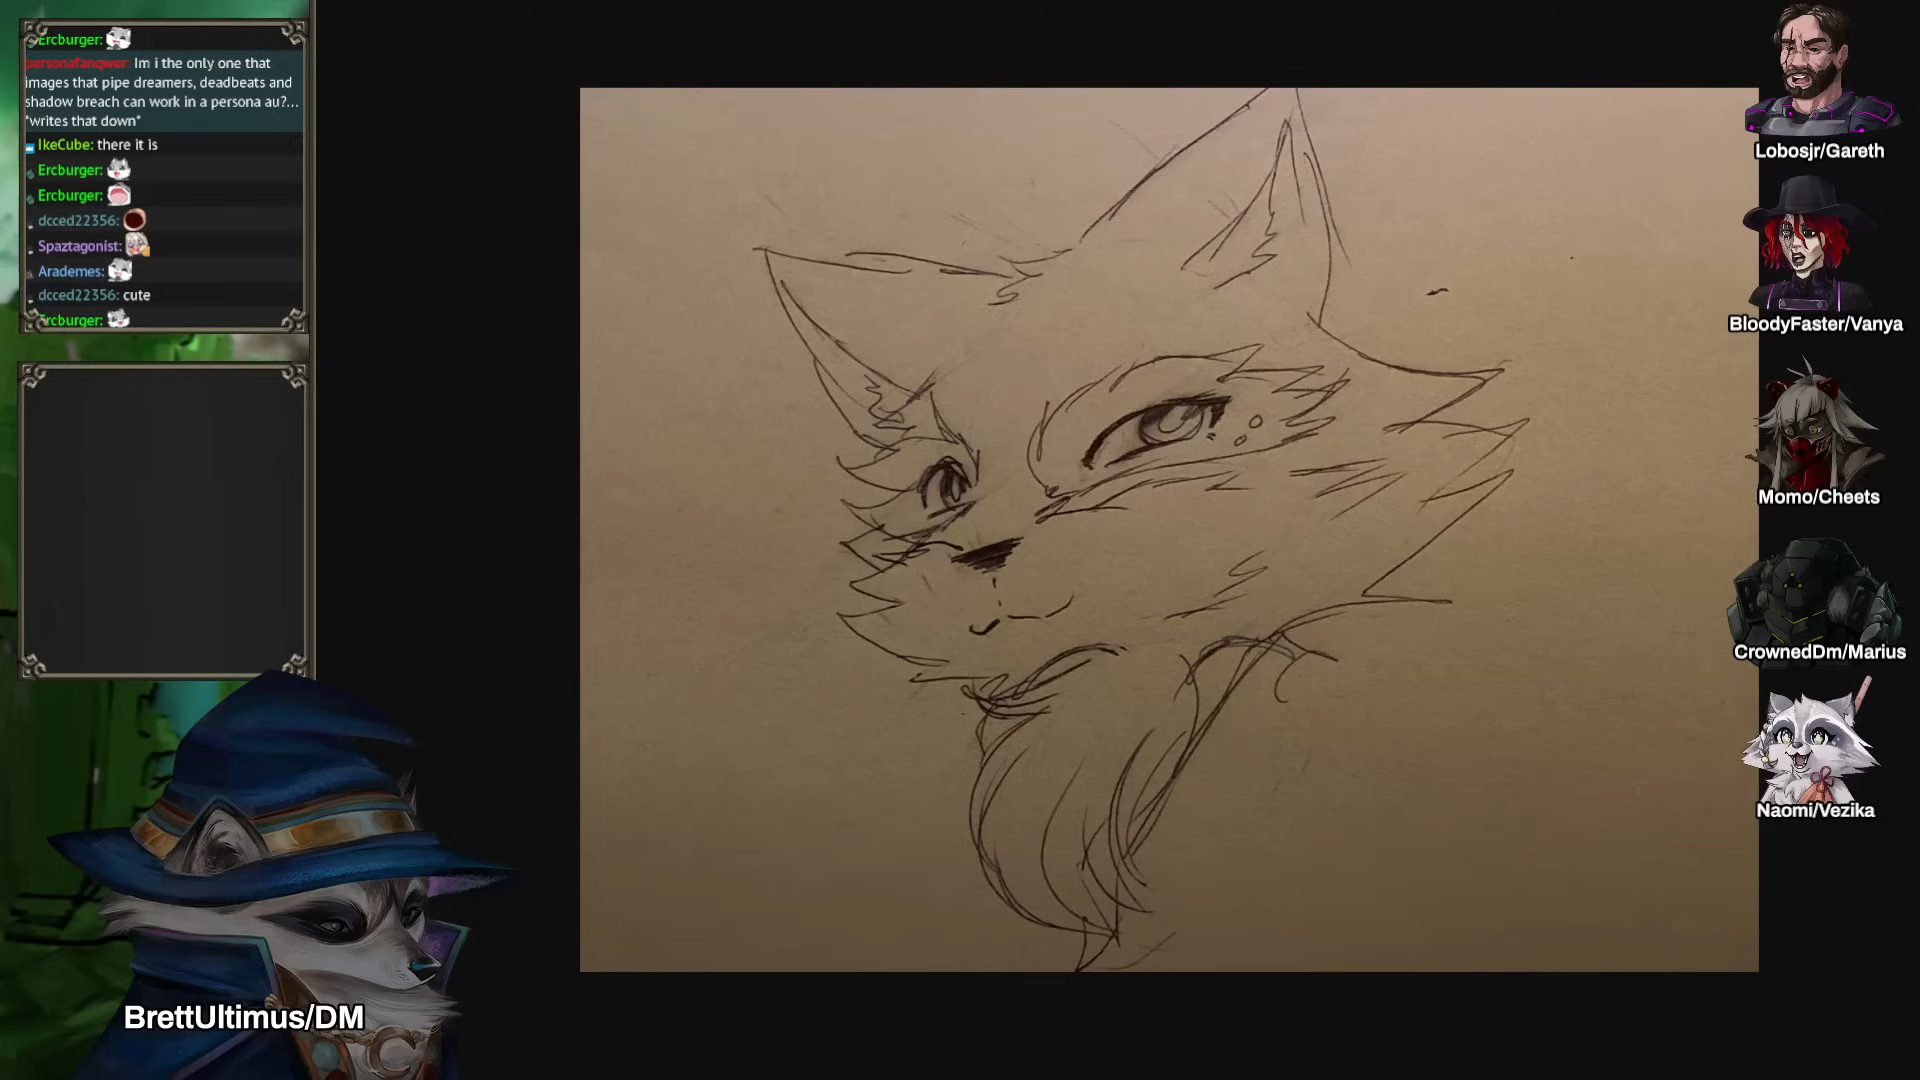 Ercburger:
personafanqwer: Im i the only one that
images that pipe dreamers, deadbeats and
shadow breach can work in a persona au?...
*writes that down*
IkeCube: there it is
Ercburger:
Ercburger:
dcced22356:
Spaztagonist:
Arademes:
dcced22356: cute
Ercburger:
BrettUltimus/DM
Lobosjr/Gareth
BloodyFaster/Vanya
Momo/Cheets
CrownedDm/Marius
Naomi/Vezika